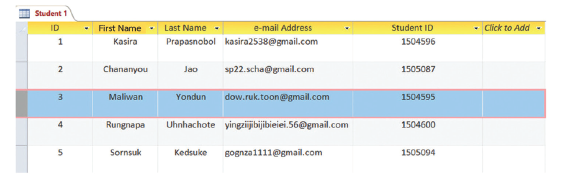 Student 1
ID First Name Last Name e-mail Address Student ID Click to Add
1 Kasira Prapasnobol kasira2538@gmail.com 1504596
2 Chananyou Jao sp22.scha@gmail.com 1505087
3 Maliwan Yondun dow.ruk.toon@gmail.com 1504595
4 Rungnapa Uhnhachote yingziijibijibieiei.56@gmail.com 1504600
5 Sornsuk Kedsuke gognza1111@gmail.com 1505094